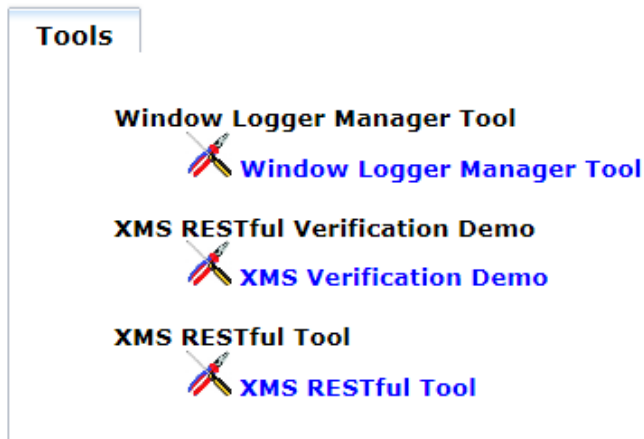 Tools
Window Logger Manager Tool
Window Logger Manager Tool
XMS RESTful Verification Demo
XMS Verification Demo
XMS RESTful Tool
XMS RESTful Tool